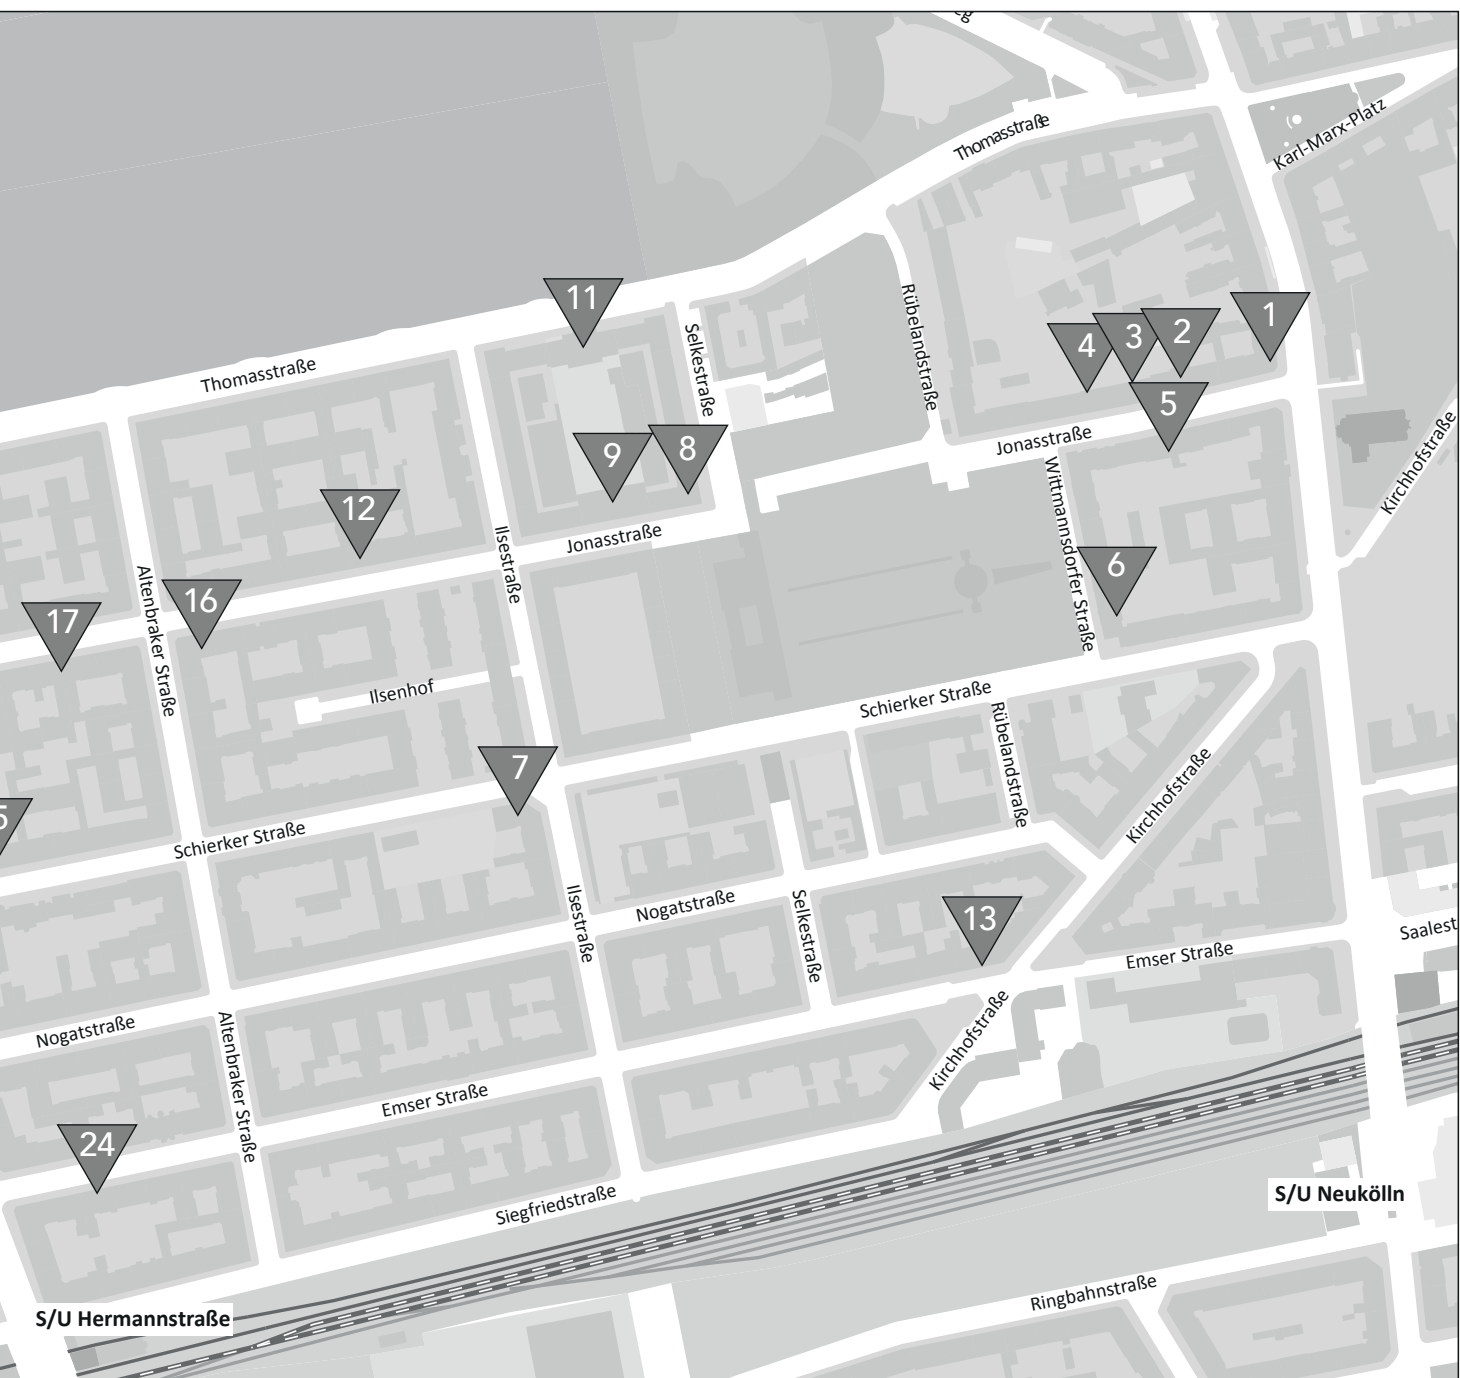 Thomasstraße
Karl-Marx-Platz
11
1
Rübelandstraße
2
3
4
Selkestraße
Thomasstraße
5
Jonasstraße
8
9
Kirchhofstraße
12
Jonasstraße
Ilsestraße
Wittmannsdorfer Straße
6
16
17
Altenbraker Straße
Ilsenhof
Schierker Straße
Rübelandstraße
7
Kirchhofstraße
Schierker Straße
Nogatstraße
Ilsestraße
Selkestraße
13
Saalest
Emser Straße
Nogatstraße
Altenbraker Straße
Kirchhofstraße
Emser Straße
24
Siegfriedstraße
S/U Neukölln
Ringbahnstraße
S/U Hermannstraße